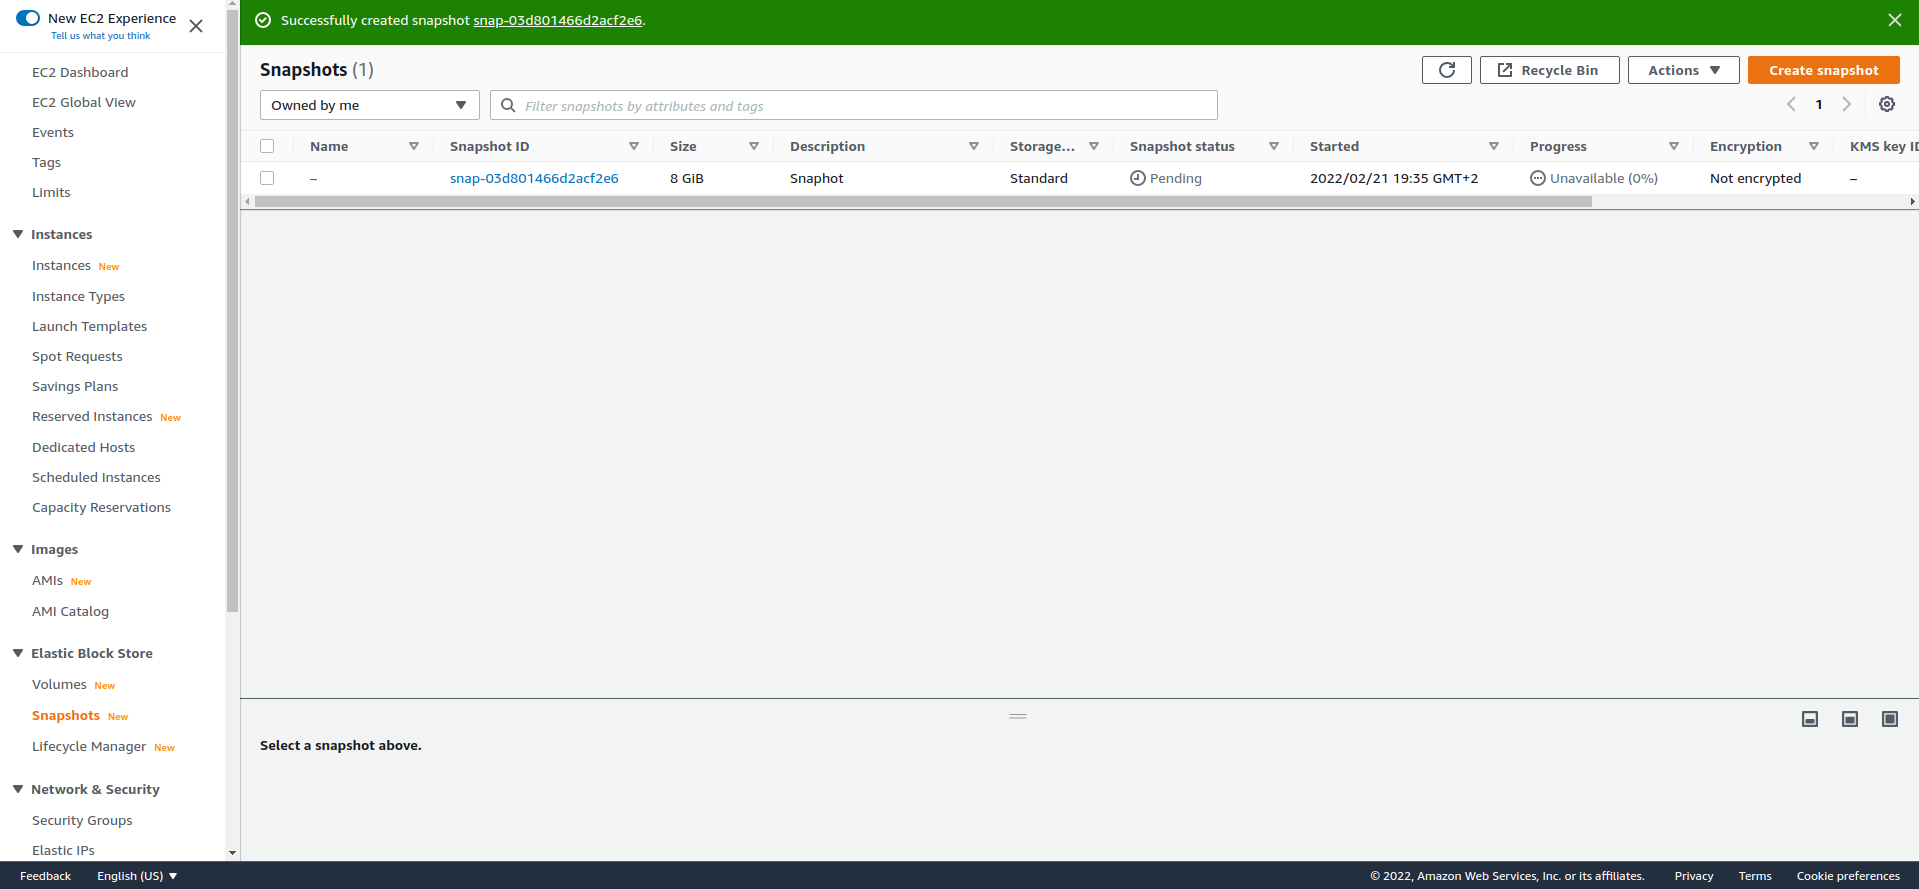 New EC2 Experience
Tell us what you think
EC2 Dashboard
EC2 Global View
Events
Tags
Limits
Instances
Instances New
Instance Types
Launch Templates
Spot Requests
Savings Plans
Reserved Instances New
Dedicated Hosts
Scheduled Instances
Capacity Reservations
Images
AMIs New
AMI Catalog
Elastic Block Store
Volumes New
Snapshots New
Lifecycle Manager New
Network & Security
Security Groups
Elastic IPs
Successfully created snapshot snap-03d801466d2acf2e6.
Snapshots (1)
Recycle Bin
Actions
Create snapshot
Owned by me
Filter snapshots by attributes and tags
1
Name Snapshot ID Size Description Storage... Snapshot status Started Progress Encryption KMS key ID
– snap-03d801466d2acf2e6 8 GiB Snaphot Standard Pending 2022/02/21 19:35 GMT+2 Unavailable (0%) Not encrypted –
Select a snapshot above.
Feedback English (US) © 2022, Amazon Web Services, Inc. or its affiliates. Privacy Terms Cookie preferences